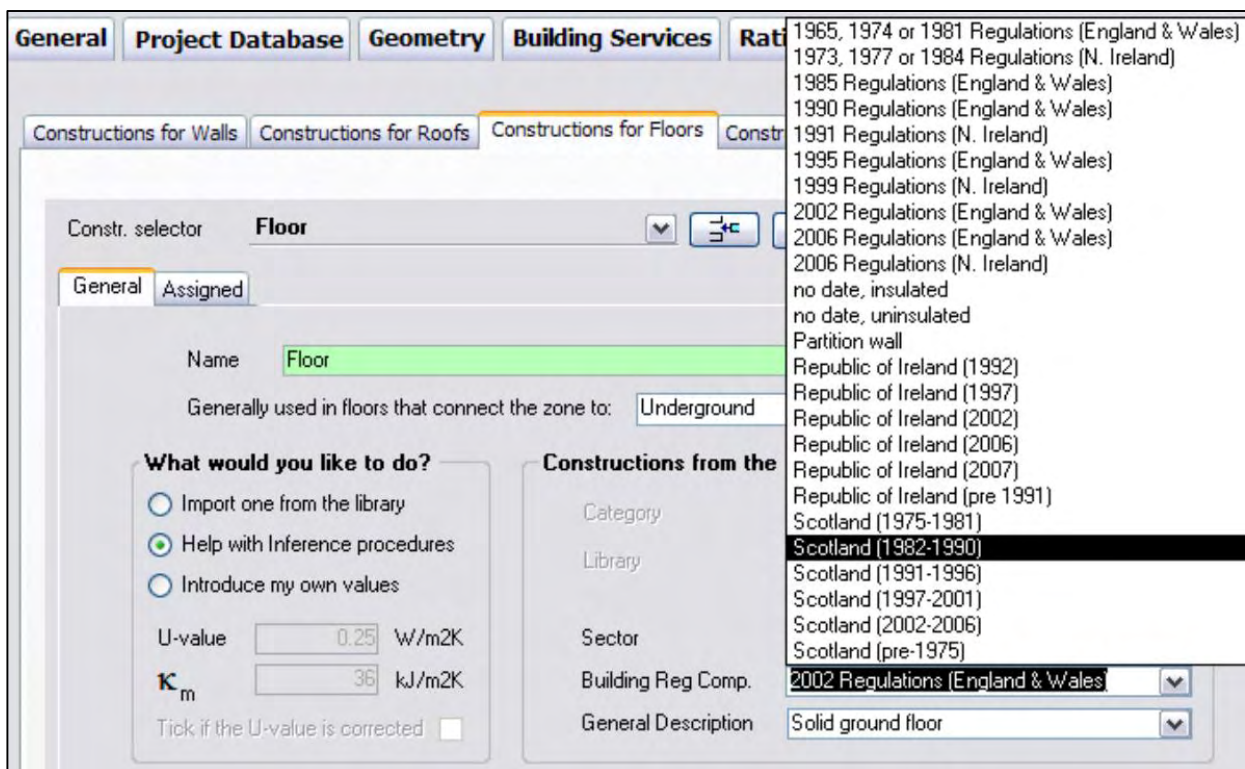 General
Project Database
Geometry
Building Services
Rati
Constructions for Walls
Constructions for Roofs
Constructions for Floors
Constr
Constr. selector
Floor
General
Assigned
Name
Floor
Generally used in floors that connect the zone to:
Underground
What would you like to do?
Import one from the library
Help with Inference procedures
Introduce my own values
U-value
0.25
W/m2K
κm
36
kJ/m2K
Tick if the U-value is corrected
Constructions from the
Category
Library
Sector
Building Reg Comp.
2002 Regulations (England & Wales)
General Description
Solid ground floor
1965, 1974 or 1981 Regulations (England & Wales)
1973, 1977 or 1984 Regulations (N. Ireland)
1985 Regulations (England & Wales)
1990 Regulations (England & Wales)
1991 Regulations (N. Ireland)
1995 Regulations (England & Wales)
1999 Regulations (N. Ireland)
2002 Regulations (England & Wales)
2006 Regulations (England & Wales)
2006 Regulations (N. Ireland)
no date, insulated
no date, uninsulated
Partition wall
Republic of Ireland (1992)
Republic of Ireland (1997)
Republic of Ireland (2002)
Republic of Ireland (2006)
Republic of Ireland (2007)
Republic of Ireland (pre 1991)
Scotland (1975-1981)
Scotland (1982-1990)
Scotland (1991-1996)
Scotland (1997-2001)
Scotland (2002-2006)
Scotland (pre-1975)